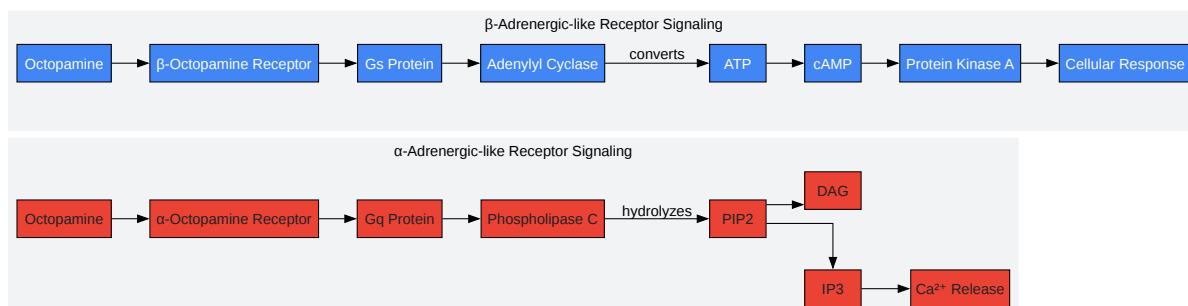 β-Adrenergic-like Receptor Signaling
Octopamine
β-Octopamine Receptor
Gs Protein
Adenylyl Cyclase
converts
ATP
cAMP
Protein Kinase A
Cellular Response
α-Adrenergic-like Receptor Signaling
Octopamine
α-Octopamine Receptor
Gq Protein
Phospholipase C
hydrolyzes
PIP2
DAG
IP3
Ca²⁺ Release